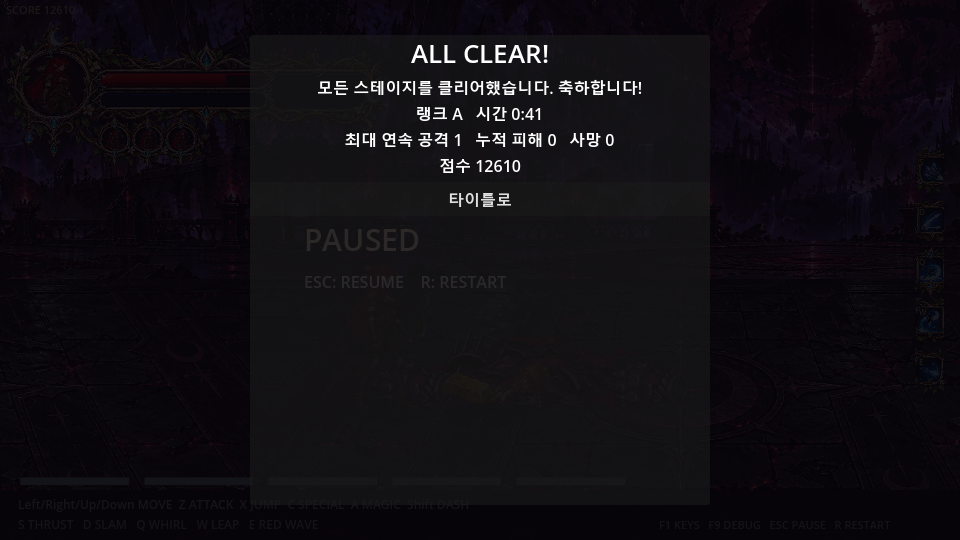 SCORE 12610
ALL CLEAR!
모든 스테이지를 클리어했습니다. 축하합니다!
랭크 A 시간 0:41
최대 연속 공격 1 누적 피해 0 사망 0
점수 12610
타이틀로
PAUSED
ESC: RESUME R: RESTART
Left/Right/Up/Down MOVE Z ATTACK X JUMP C SPECIAL A MAGIC Shift DASH
S THRUST D SLAM Q WHIRL W LEAP E RED WAVE
F1 KEYS F9 DEBUG ESC PAUSE R RESTART